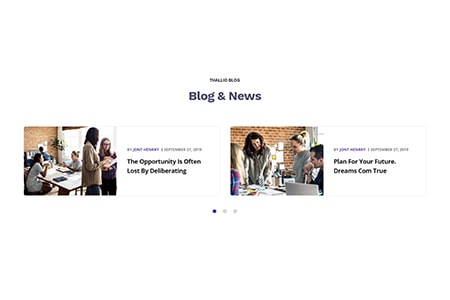 THALLIO BLOG
Blog & News
BY JONT HENRRY | SEPTEMBER 27, 2019
The Opportunity Is Often
Lost By Deliberating
BY JONT HENRRY | SEPTEMBER 27, 2019
Plan For Your Future.
Dreams Com True